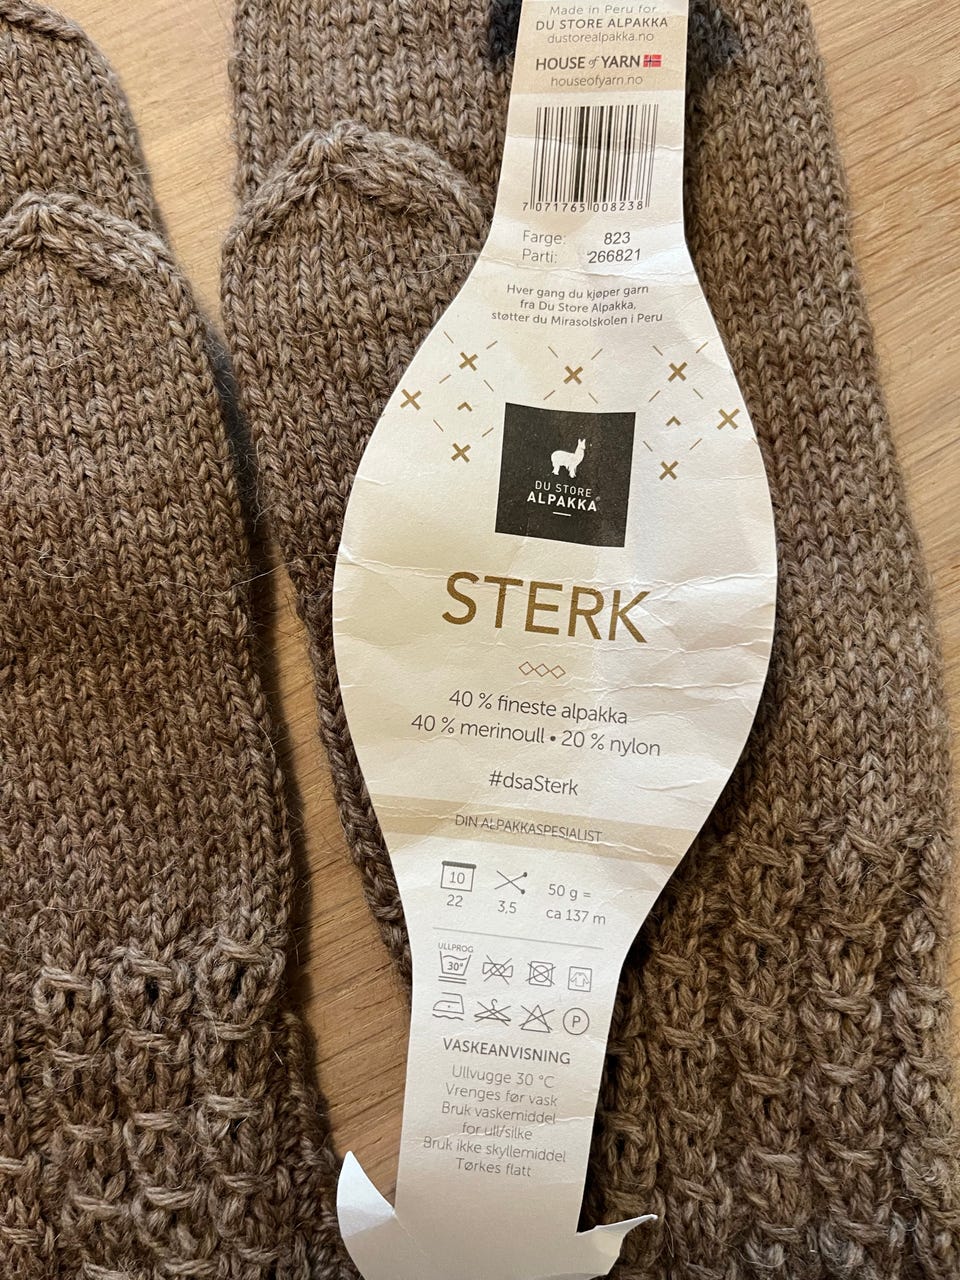 Made in Peru for
DU STORE ALPAKKA
dustorealpakka.no
HOUSE of YARN
houseofyarn.no
7 071765 008238
Farge: 823
Parti: 266821
Hver gang du kjøper garn
fra Du Store Alpakka,
støtter du Mirasolskolen i Peru
DU STORE
ALPAKKA
STERK
40 % fineste alpakka
40 % merinoull • 20 % nylon
#dsaSterk
DIN ALPAKKASPESIALIST
10
22
3,5
50 g =
ca 137 m
ULLPROG
30°
P
VASKEANVISNING
Ullvugge 30 °C
Vrenges før vask
Bruk vaskemiddel
for ull/silke
Bruk ikke skyllemiddel
Tørkes flatt